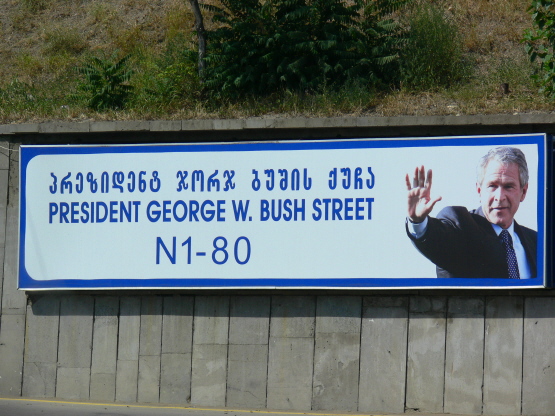 პრეზიდენტ ჯორჯ ბუშის ქუჩა
PRESIDENT GEORGE W. BUSH STREET
N1-80